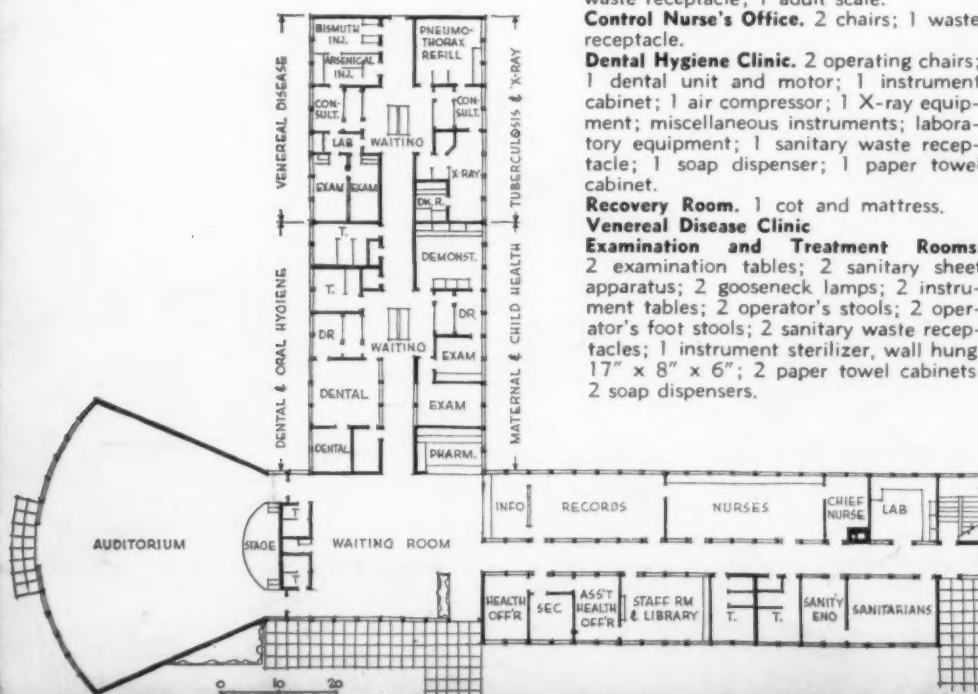 waste receptacle; 1 adult scale.
Control Nurse's Office. 2 chairs; 1 waste
receptacle.
Dental Hygiene Clinic. 2 operating chairs;
1 dental unit and motor; 1 instrument
cabinet; 1 air compressor; 1 X-ray equip-
ment; miscellaneous instruments; labora-
tory equipment; 1 sanitary waste recep-
tacle; 1 soap dispenser; 1 paper towel
cabinet.
Recovery Room. 1 cot and mattress.
Venereal Disease Clinic
Examination and Treatment Rooms.
2 examination tables; 2 sanitary sheet
apparatus; 2 gooseneck lamps; 2 instru-
ment tables; 2 operator's stools; 2 oper-
ator's foot stools; 2 sanitary waste recep-
tacles; 1 instrument sterilizer, wall hung
17" x 8" x 6"; 2 paper towel cabinets
2 soap dispensers.
VENEREAL DISEASE
BISMUTH
INJ.
ARSENICAL
INJ.
CON-
SULT.
LAB
EXAM
EXAM
WAITING
PNEUMO-
THORAX
REFILL
CON-
SULT.
X-RAY
DK. R.
TUBERCULOSIS & X-RAY
DENTAL & ORAL HYGIENE
T.
T.
DR
DENTAL
DENTAL
WAITING
DEMONST.
DR
EXAM
EXAM
PHARM.
MATERNAL & CHILD HEALTH
AUDITORIUM
STAGE
T
T
WAITING ROOM
INFO
RECORDS
NURSES
CHIEF
NURSE
LAB
HEALTH
OFF'R
SEC
ASS'T
HEALTH
OFF'R
STAFF RM
& LIBRARY
T.
T.
SANIT'Y
ENG
SANITARIANS
0 10 20